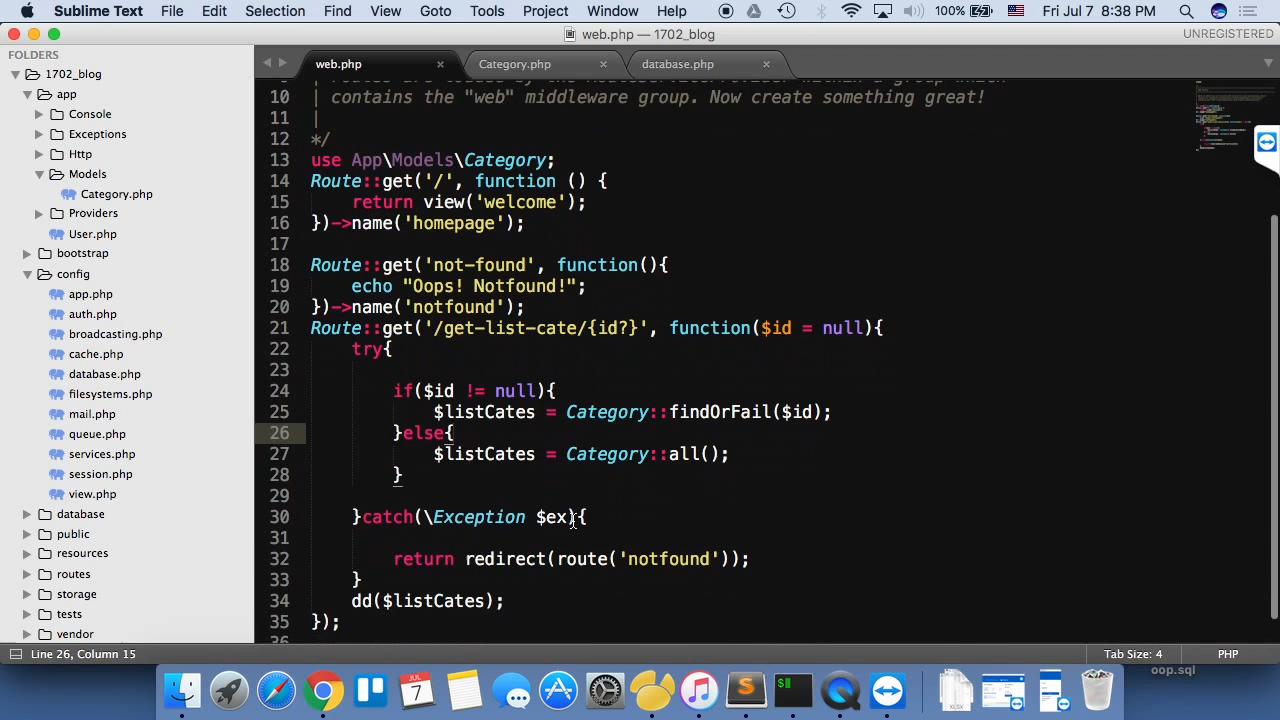 Sublime Text File Edit Selection Find View Goto Tools Project Window Help 100% Fri Jul 7 8:38 PM
web.php — 1702_blog UNREGISTERED
FOLDERS
1702_blog
app
Console
Exceptions
Http
Models
Category.php
Providers
User.php
bootstrap
config
app.php
auth.php
broadcasting.php
cache.php
database.php
filesystems.php
mail.php
queue.php
services.php
session.php
view.php
database
public
resources
routes
storage
tests
vendor
web.php Category.php database.php
10 | contains the "web" middleware group. Now create something great!
11 |
12 */
13 use App\Models\Category;
14 Route::get('/', function () {
15 return view('welcome');
16 })->name('homepage');
17
18 Route::get('not-found', function(){
19 echo "Oops! Notfound!";
20 })->name('notfound');
21 Route::get('/get-list-cate/{id?}', function($id = null){
22 try{
23
24 if($id != null){
25 $listCates = Category::findOrFail($id);
26 }else{
27 $listCates = Category::all();
28 }
29
30 }catch(\Exception $ex){
31
32 return redirect(route('notfound'));
33 }
34 dd($listCates);
35 });
36
Line 26, Column 15 Tab Size: 4 PHP
oop.sql